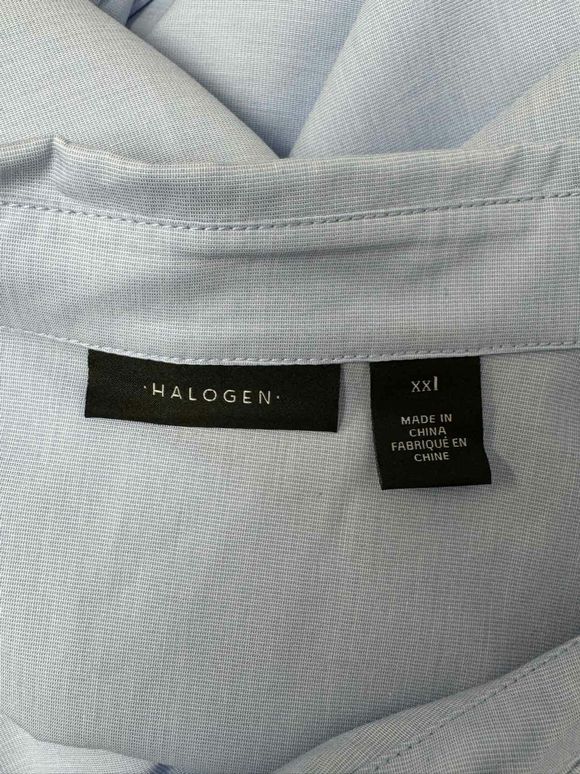 ·HALOGEN·
xxl
MADE IN
CHINA
FABRIQUÉ EN
CHINE